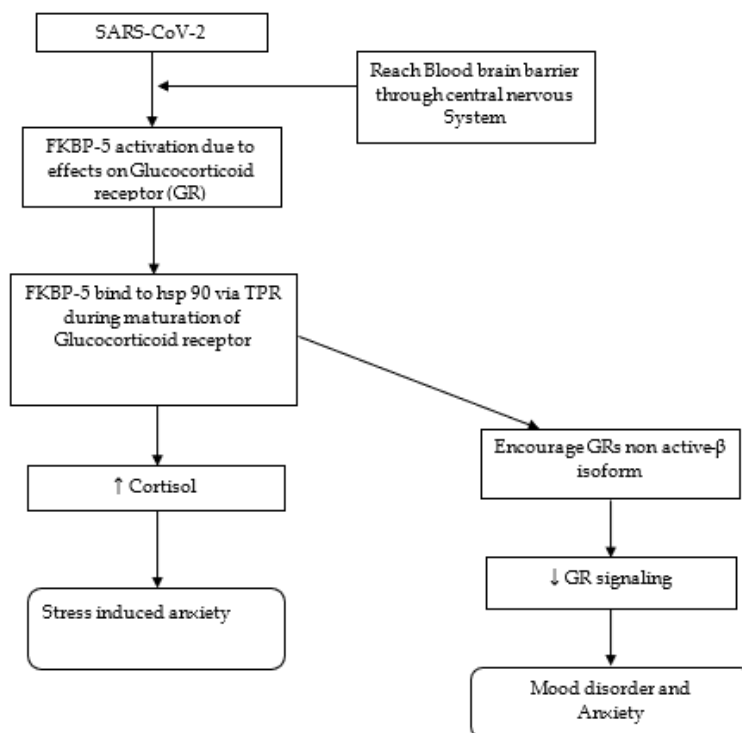 SARS-CoV-2
Reach Blood brain barrier
through central nervous
System
FKBP-5 activation due to
effects on Glucocorticoid
receptor (GR)
FKBP-5 bind to hsp 90 via TPR
during maturation of
Glucocorticoid receptor
Encourage GRs non active-β
isoform
↑ Cortisol
↓ GR signaling
Stress induced anxiety
Mood disorder and
Anxiety